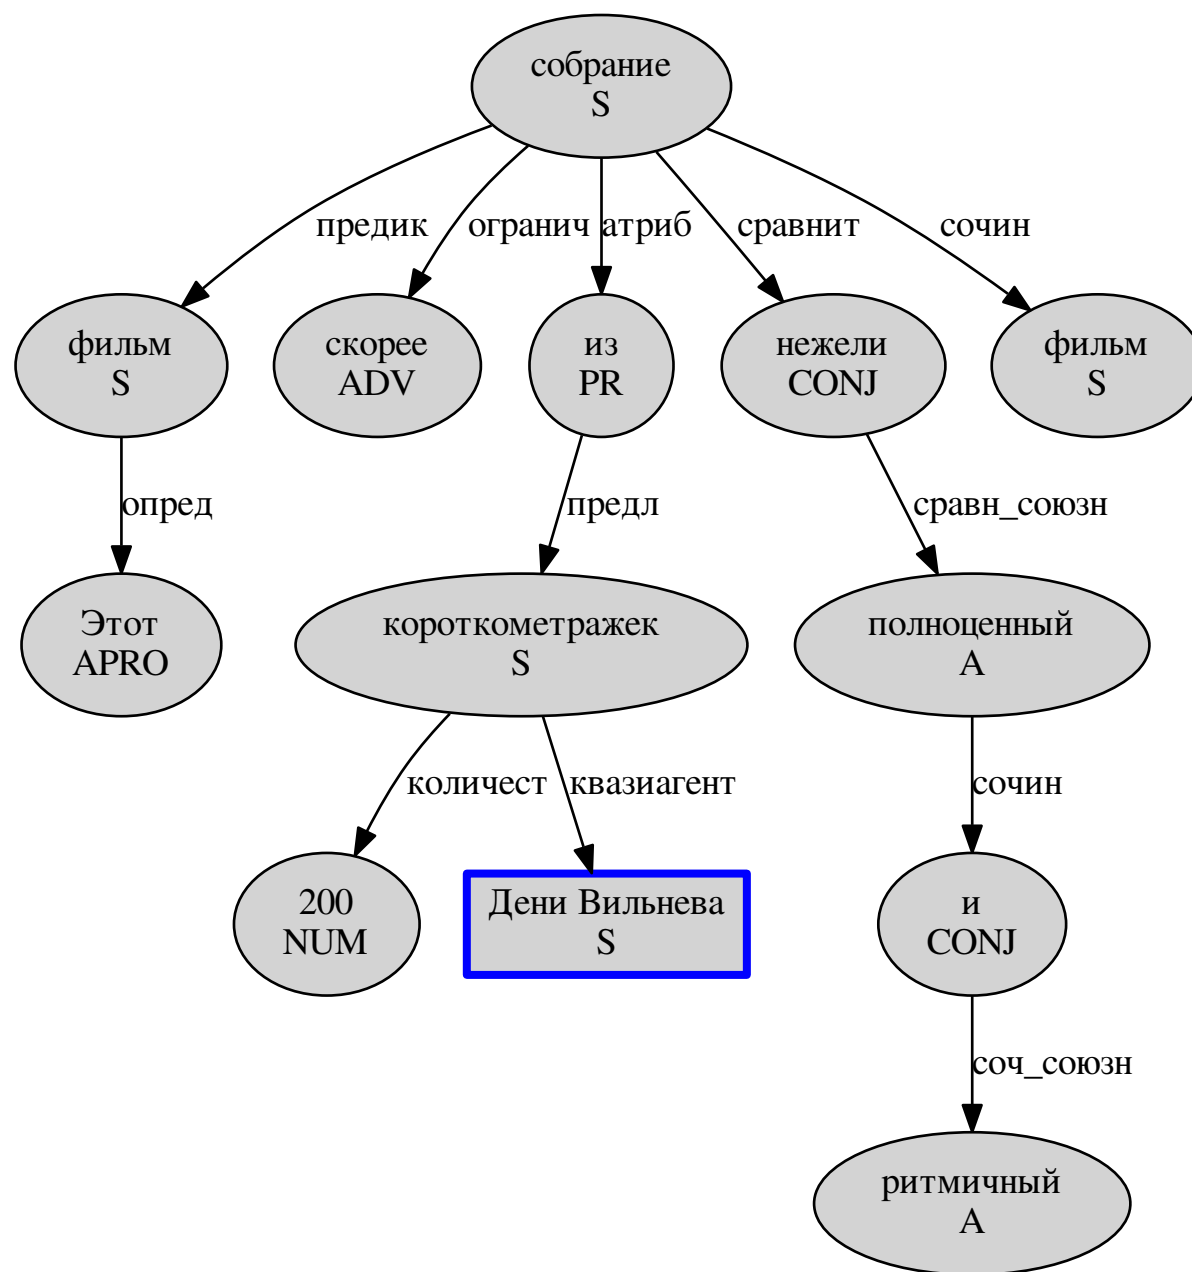 собрание
S
предик
огранич
атриб
сравнит
сочин
фильм
S
скорее
ADV
из
PR
нежели
CONJ
фильм
S
опред
предл
сравн_союзн
Этот
APRO
короткометражек
S
полноценный
A
количест
квазиагент
сочин
200
NUM
Дени Вильнева
S
и
CONJ
соч_союзн
ритмичный
A